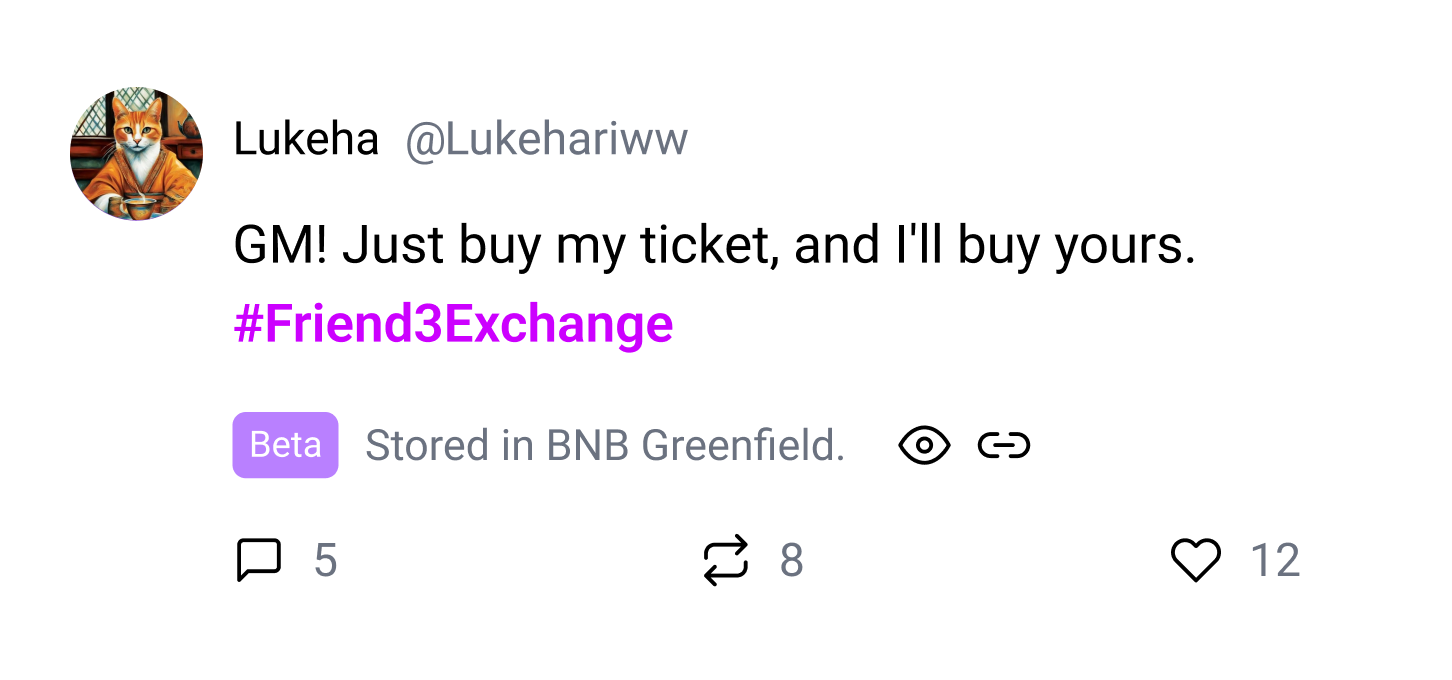 Lukeha @Lukehariww
GM! Just buy my ticket, and I'll buy yours.
#Friend3Exchange
Beta Stored in BNB Greenfield.
5 8 12